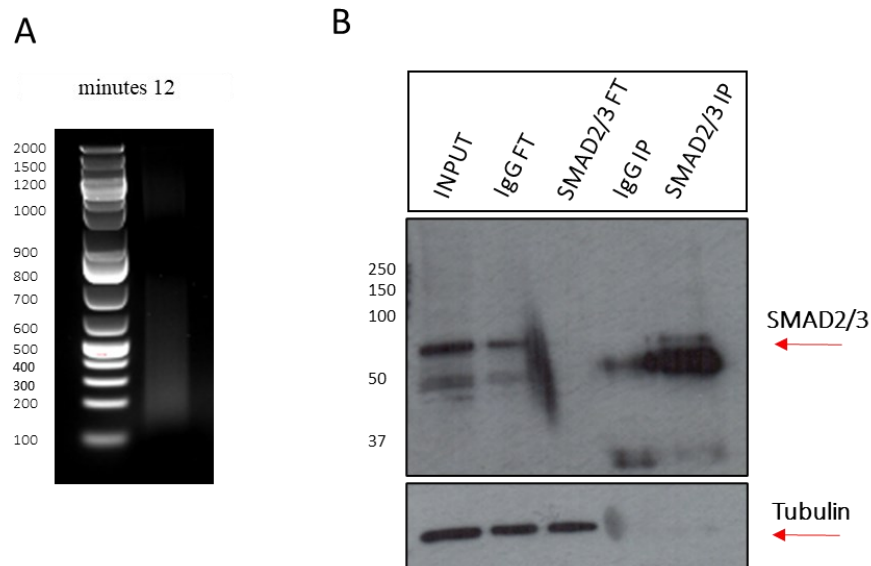 A
minutes 12
2000
1500
1200
1000
900
800
700
600
500
400
300
200
100
B
INPUT
IgG FT
SMAD2/3 FT
IgG IP
SMAD2/3 IP
250
150
100
50
37
SMAD2/3
Tubulin